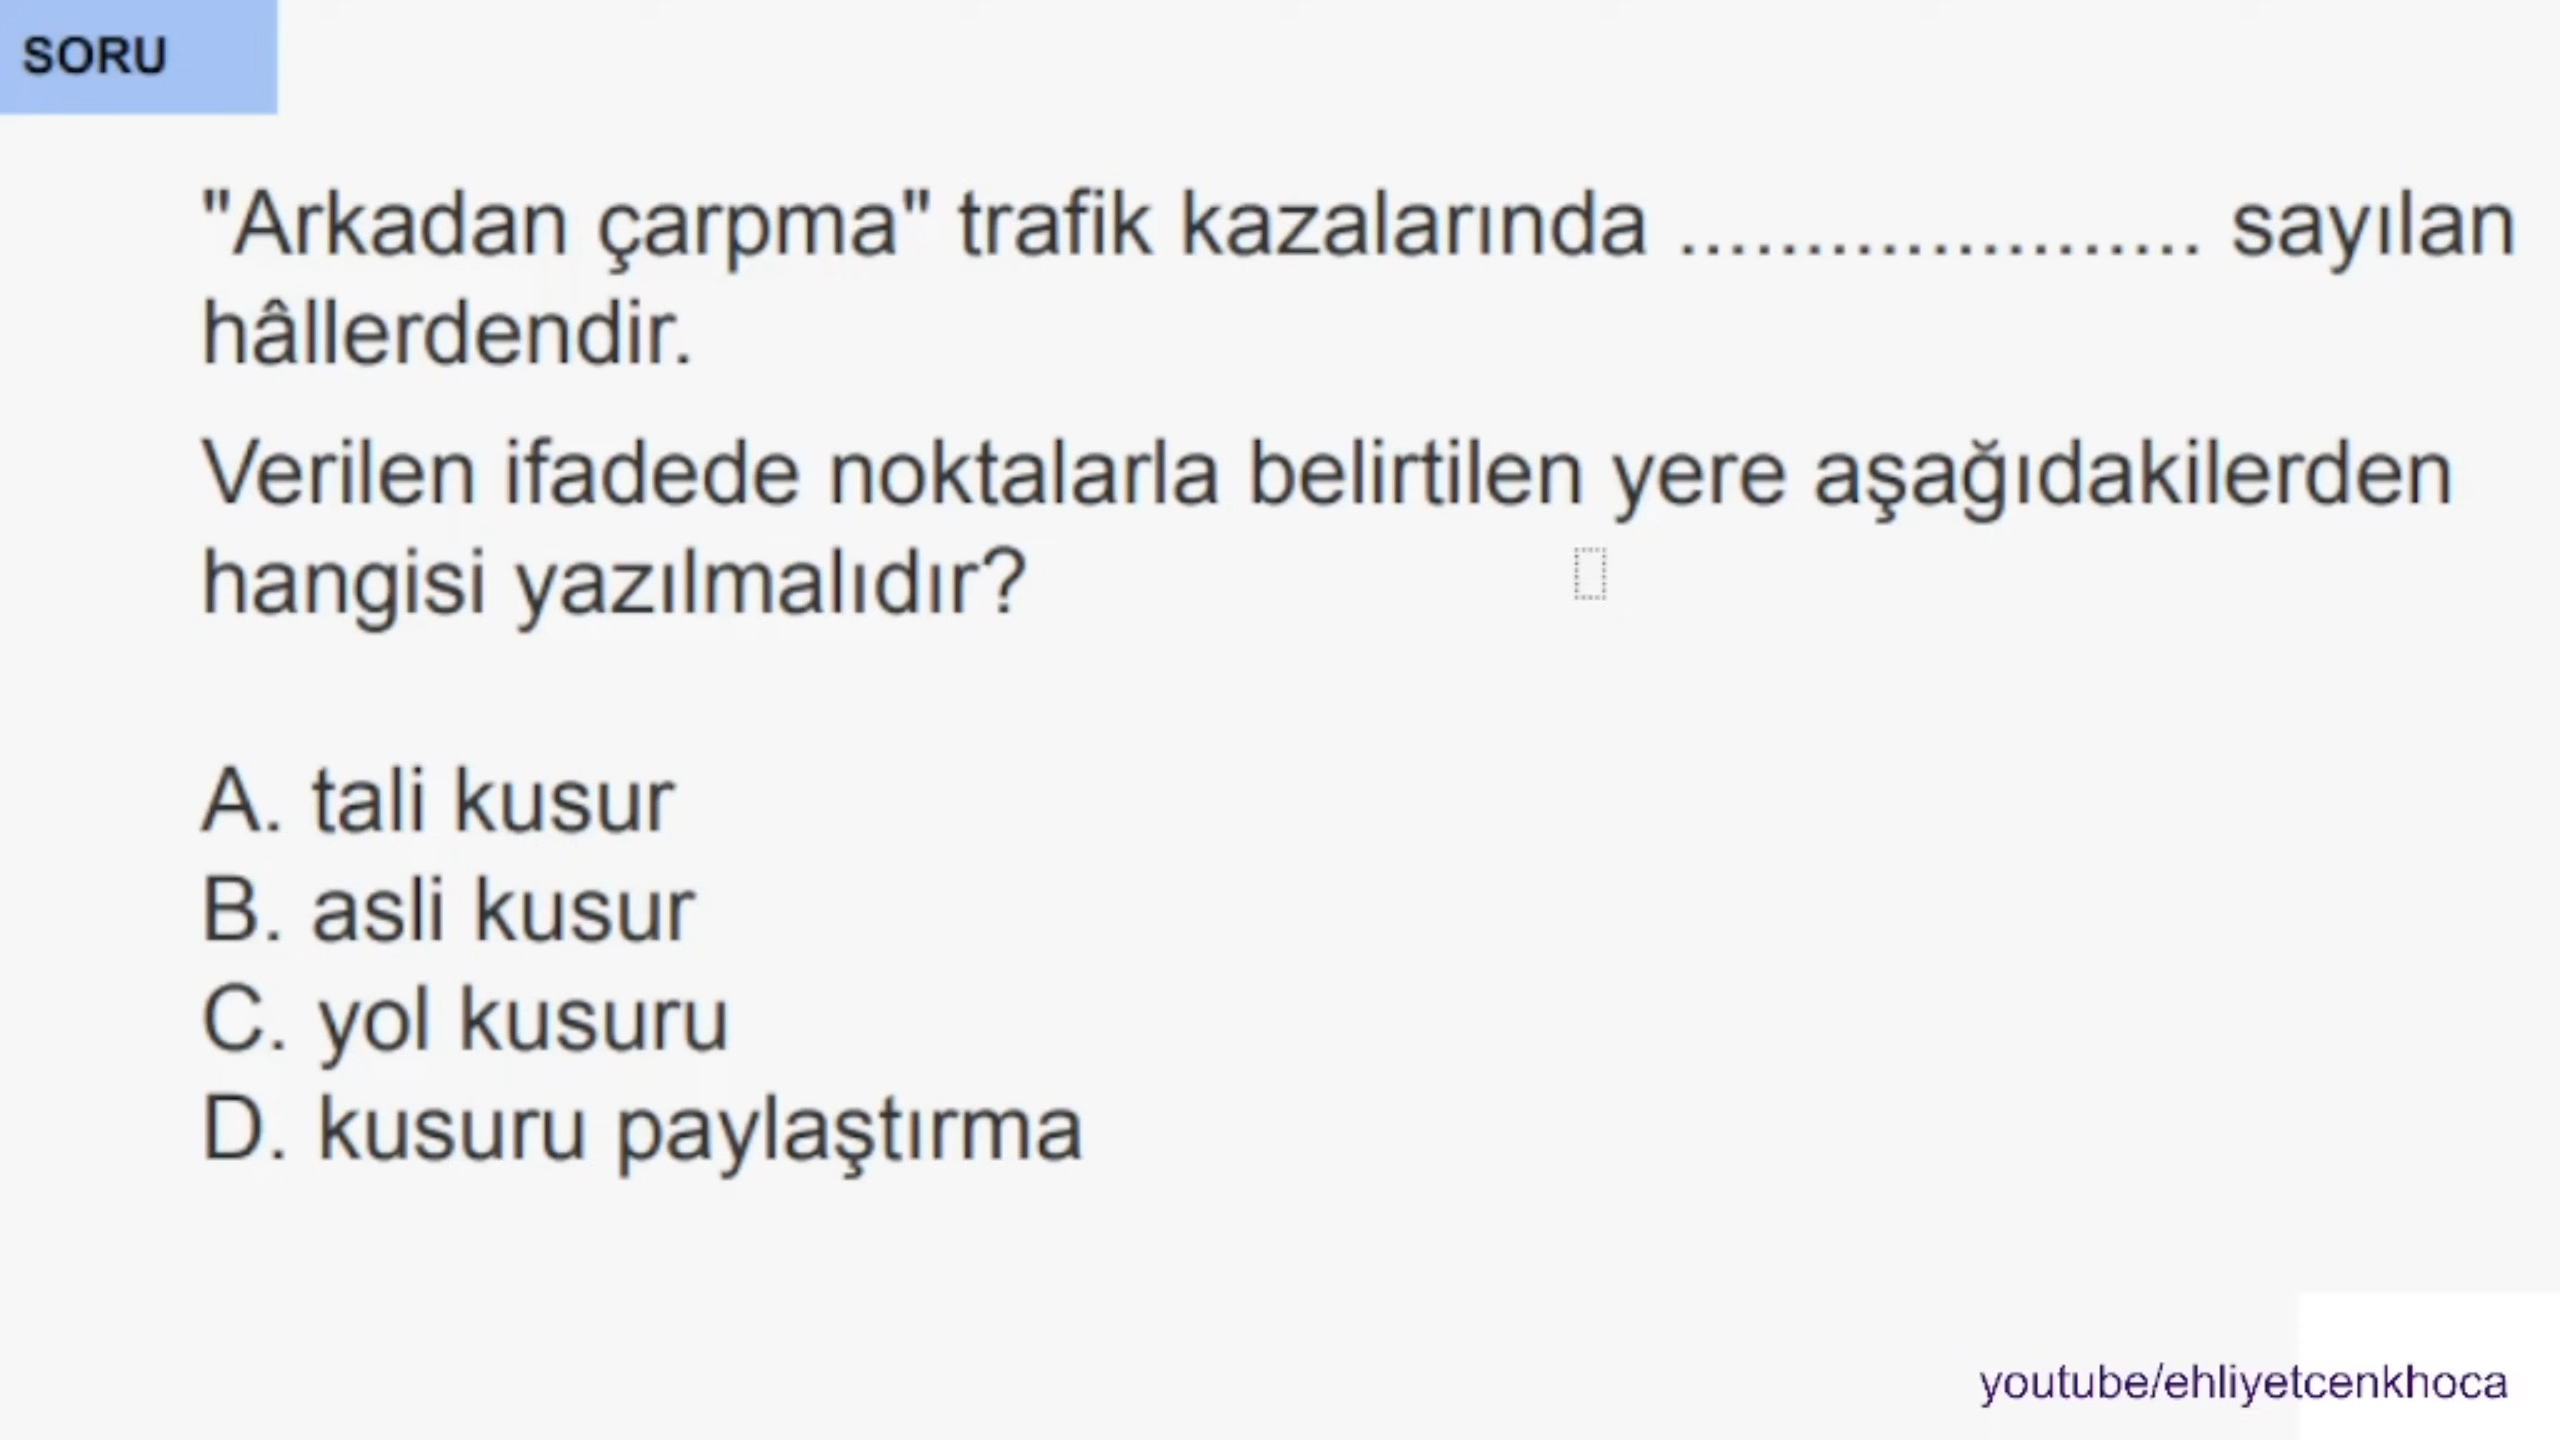 SORU
"Arkadan çarpma" trafik kazalarında ..................... sayılan
hâllerdendir.
Verilen ifadede noktalarla belirtilen yere aşağıdakilerden
hangisi yazılmalıdır?
A. tali kusur
B. asli kusur
C. yol kusuru
D. kusuru paylaştırma
youtube/ehliyetcenkhoca